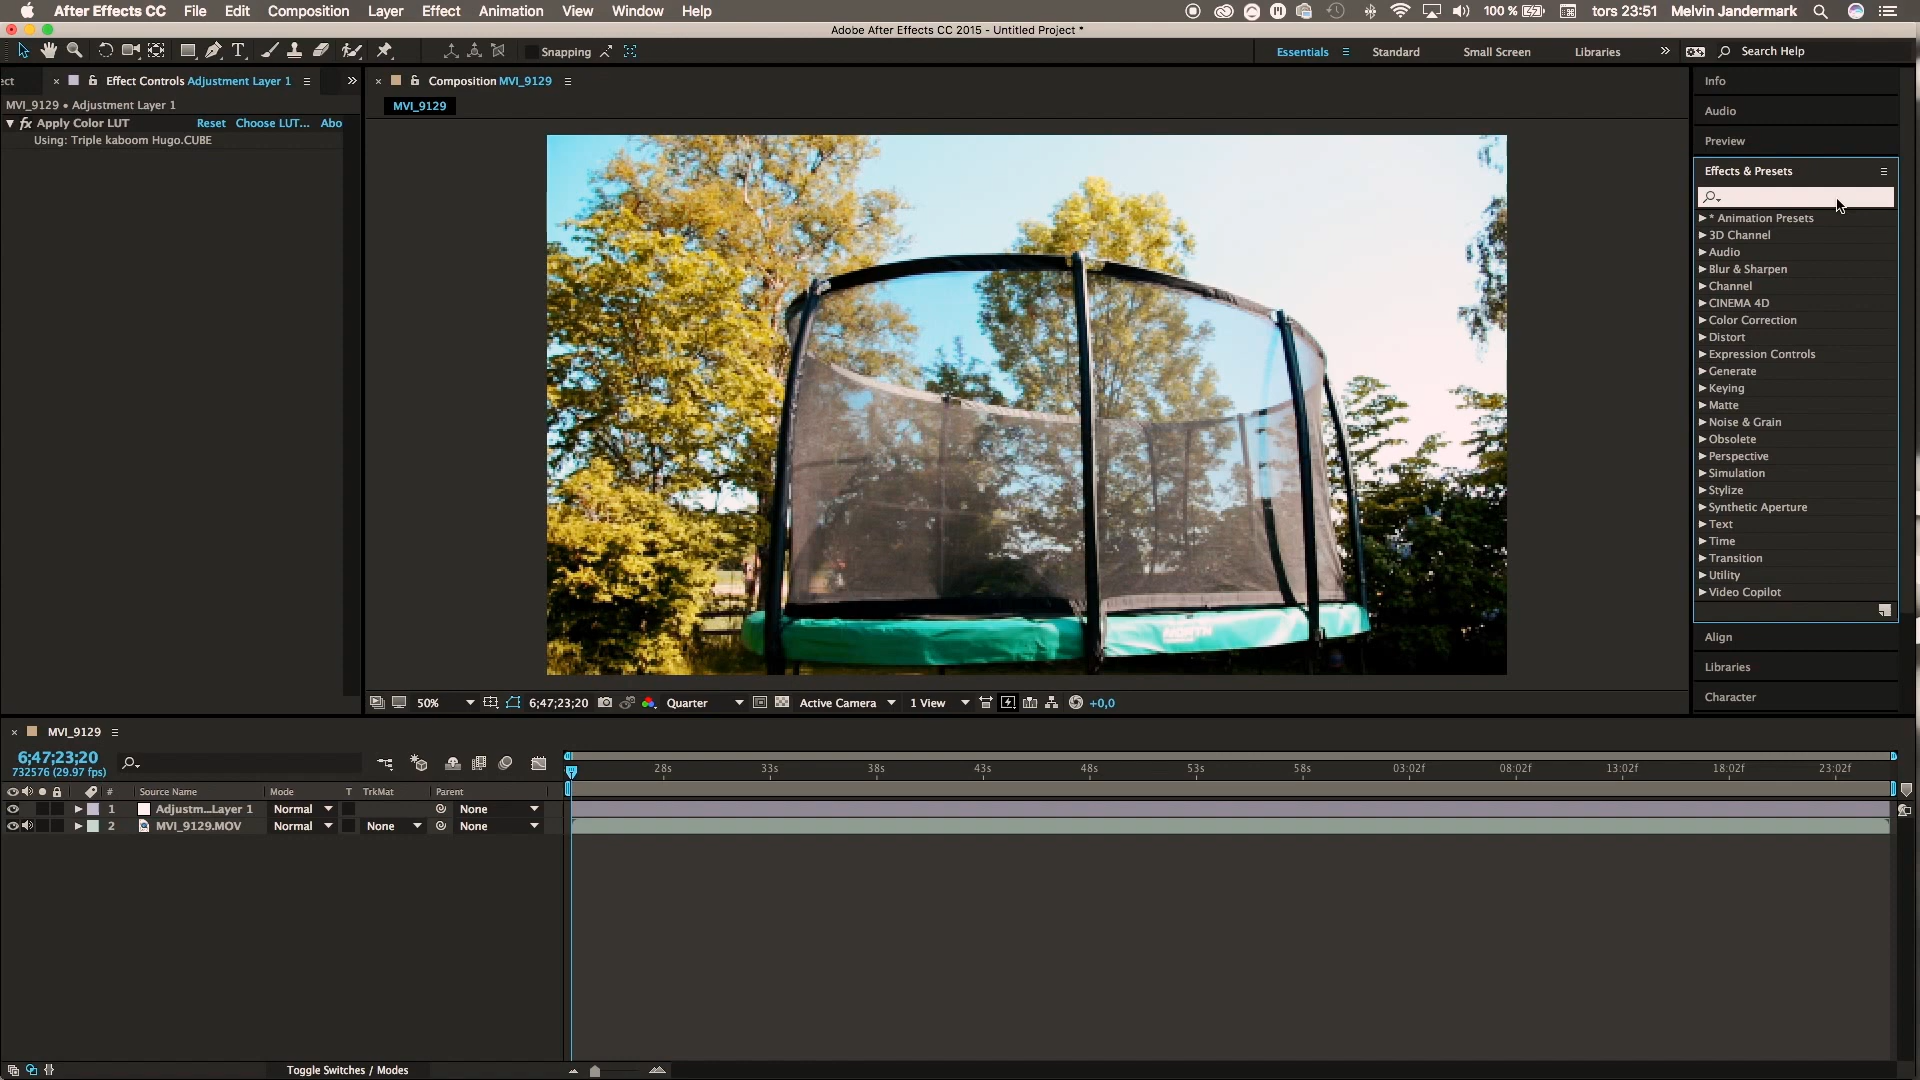 After Effects CC File Edit Composition Layer Effect Animation View Window Help 100 % tors 23:51 Melvin Jandermark
Adobe After Effects CC 2015 - Untitled Project *
T Snapping Essentials Standard Small Screen Libraries Search Help
ect Effect Controls Adjustment Layer 1
Composition MVI_9129
MVI_9129 • Adjustment Layer 1
MVI_9129
fx Apply Color LUT Reset Choose LUT... Abo
Using: Triple kaboom Hugo.CUBE
NORTH
50% 6;47;23;20 Quarter Active Camera 1 View +0,0
Info
Audio
Preview
Effects & Presets
* Animation Presets
3D Channel
Audio
Blur & Sharpen
Channel
CINEMA 4D
Color Correction
Distort
Expression Controls
Generate
Keying
Matte
Noise & Grain
Obsolete
Perspective
Simulation
Stylize
Synthetic Aperture
Text
Time
Transition
Utility
Video Copilot
Align
Libraries
Character
MVI_9129
6;47;23;20
732576 (29.97 fps)
28s 33s 38s 43s 48s 53s 58s 03:02f 08:02f 13:02f 18:02f 23:02f
# Source Name Mode T TrkMat Parent
1 Adjustm...Layer 1 Normal None
2 MVI_9129.MOV Normal None None
Toggle Switches / Modes